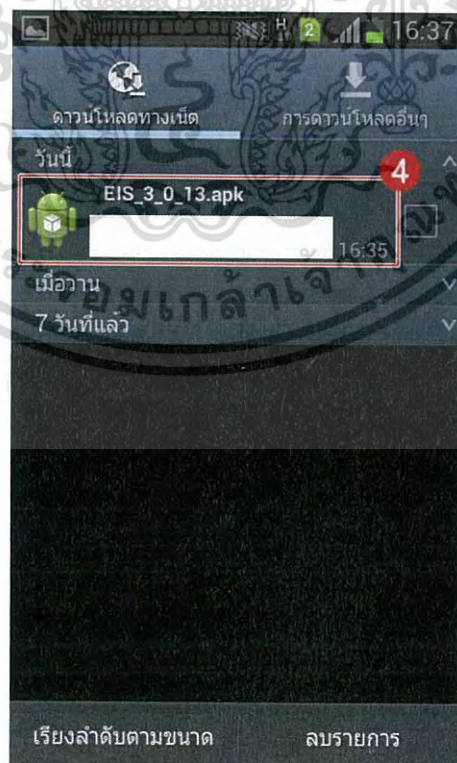 H 2 16:37
ดาวน์โหลดทางเน็ต การดาวน์โหลดอื่นๆ
วันนี้
4
EIS_3_0_13.apk
16:35
เมื่อวาน
7 วันที่แล้ว
เรียงลำดับตามขนาด ลบรายการ